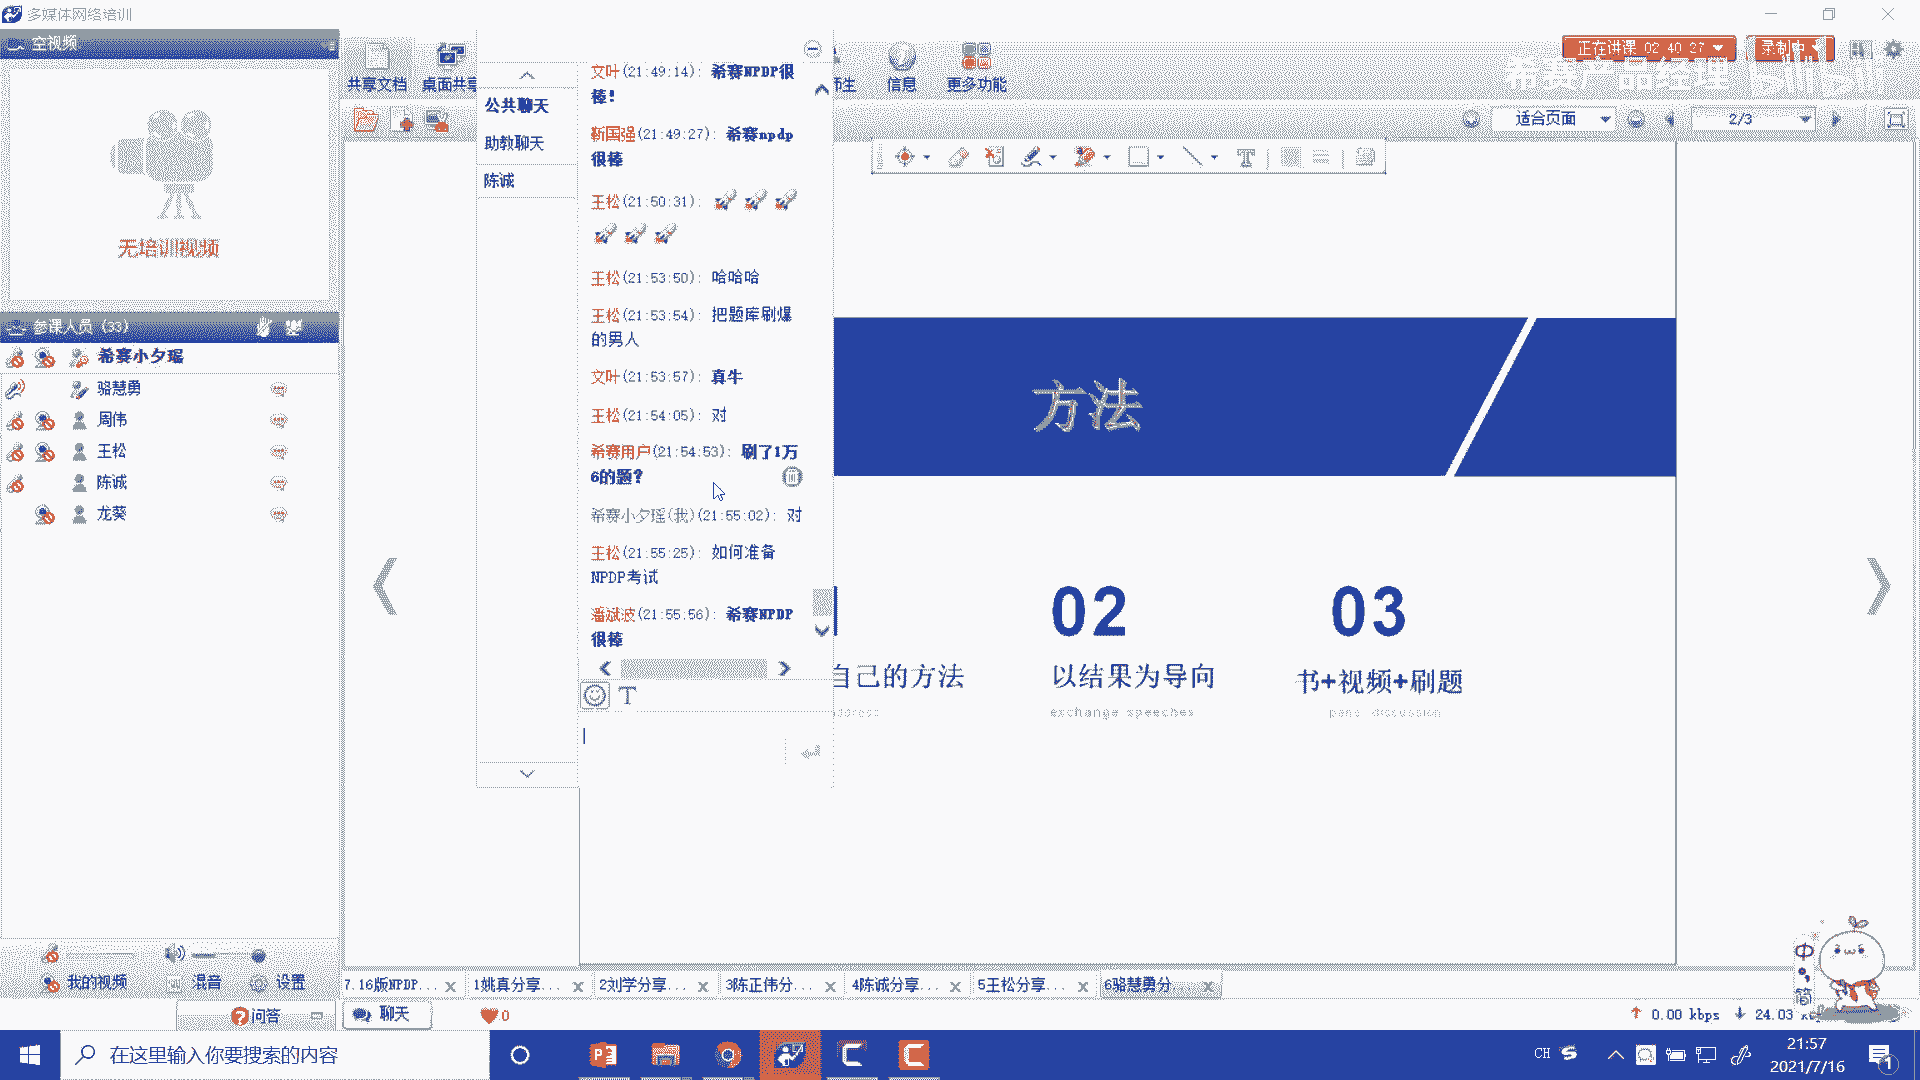 多媒体网络培训
空视频
无培训视频
参课人员 (33)
希赛小夕瑶
骆慧勇
周伟
王松
陈诚
龙葵
我的视频
混音
设置
问答
共享文档
桌面共享
信息
更多功能
正在讲课 02 40 27
录制中
希赛产品经理 bilibili
适合页面
2/3
公共聊天
助教聊天
陈诚
文叶(21:49:14): 希赛NPDP很
棒!
靳国强(21:49:27): 希赛npdp
很棒
王松(21:50:31):
王松(21:53:50): 哈哈哈
王松(21:53:54): 把题库刷爆
的男人
文叶(21:53:57): 真牛
王松(21:54:05): 对
希赛用户(21:54:53): 刷了1万
6的题?
希赛小夕瑶(我)(21:55:02): 对
王松(21:55:25): 如何准备
NPDP考试
潘斌波(21:55:56): 希赛NPDP
很棒
T
方法
02
03
自己的方法
以结果为导向
书+视频+刷题
exchange speeches
panel discussion
7.16版NPDP...
1姚真分享...
2刘学分享...
3陈正伟分...
4陈诚分享...
5王松分享...
6骆慧勇分
聊天
0
0.00 kbps
24.03
中
简
在这里输入你要搜索的内容
CH
21:57
2021/7/16
1